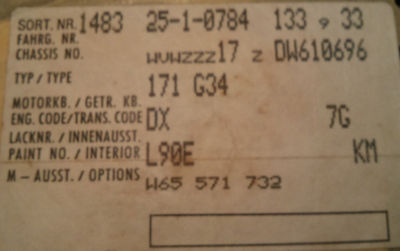 SORT. NR. 1483 25-1-0784 133 9 33
FAHRG. NR.
CHASSIS NO. WVWZZZ17 Z DW610696
TYP / TYPE 171 G34
MOTORKB. / GETR. KB.
ENG. CODE/TRANS. CODE DX 7G
LACKNR. / INNENAUSST.
PAINT NO. / INTERIOR L90E KM
M - AUSST. / OPTIONS W65 571 732